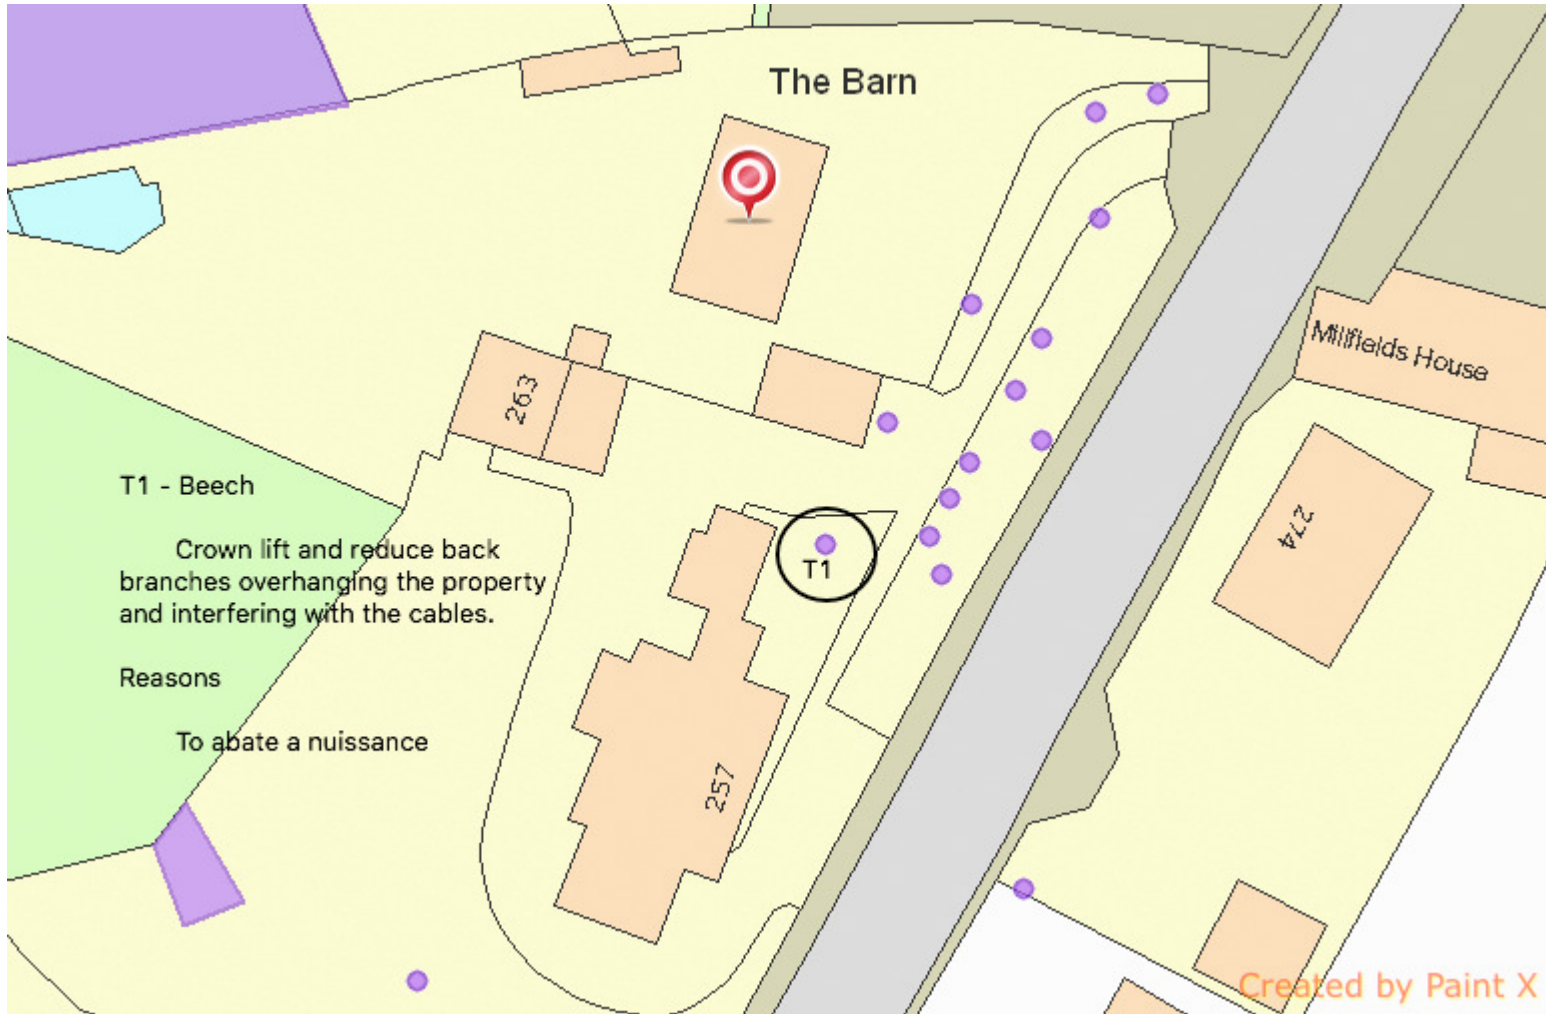 The Barn
Millfields House
263
T1 - Beech
274
Crown lift and reduce back
branches overhanging the property
and interfering with the cables.
T1
Reasons
To abate a nuissance
257
Created by Paint X